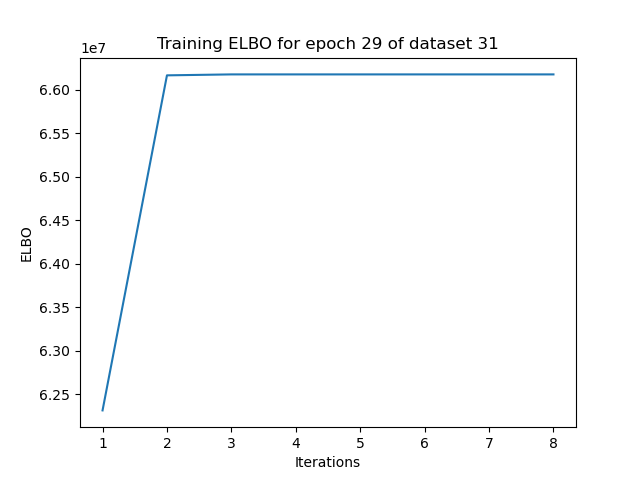 Training ELBO for epoch 29 of dataset 31
1e7
6.60
6.55
6.50
6.45
6.40
6.35
6.30
6.25
ELBO
1 2 3 4 5 6 7 8
Iterations